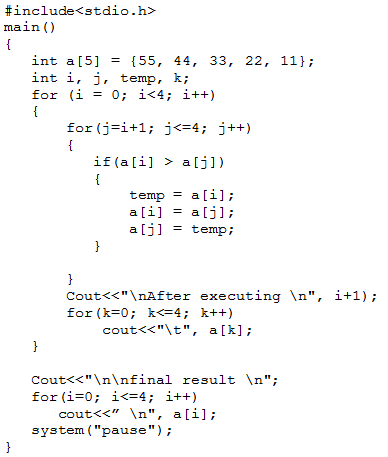 #include<stdio.h>
main()
{
int a[5] = {55, 44, 33, 22, 11};
int i, j, temp, k;
for (i = 0; i<4; i++)
{
for(j=i+1; j<=4; j++)
{
if(a[i] > a[j])
{
temp = a[i];
a[i] = a[j];
a[j] = temp;
}
}
Cout<<"\nAfter executing \n", i+1);
for(k=0; k<=4; k++)
cout<<"\t", a[k];
}
Cout<<"\n\nfinal result \n";
for(i=0; i<=4; i++)
cout<<” \n", a[i];
system("pause");
}